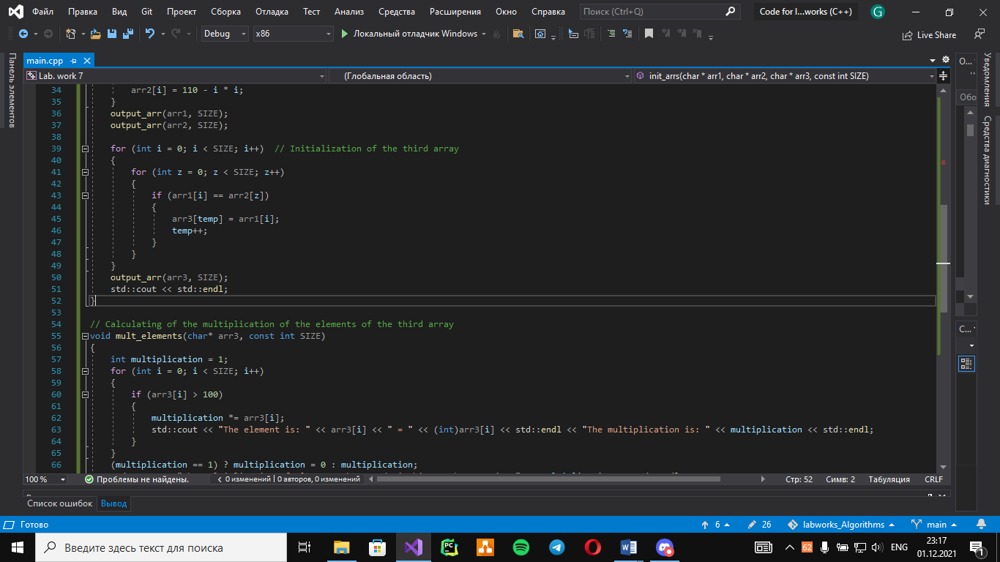 Файл Правка Вид Git Проект Сборка Отладка Тест Анализ Средства Расширения Окно Справка Поиск (Ctrl+Q) Code for l...works (C++) G
Debug x86 Локальный отладчик Windows Live Share
Панель элементов
main.cpp
Lab. work 7 (Глобальная область) init_arrs(char * arr1, char * arr2, char * arr3, const int SIZE)
34 arr2[i] = 110 - i * i;
35 }
36 output_arr(arr1, SIZE);
37 output_arr(arr2, SIZE);
38
39 for (int i = 0; i < SIZE; i++) // Initialization of the third array
40 {
41 for (int z = 0; z < SIZE; z++)
42 {
43 if (arr1[i] == arr2[z])
44 {
45 arr3[temp] = arr1[i];
46 temp++;
47 }
48 }
49 }
50 output_arr(arr3, SIZE);
51 std::cout << std::endl;
52 }
53
54 // Calculating of the multiplication of the elements of the third array
55 void mult_elements(char* arr3, const int SIZE)
56 {
57 int multiplication = 1;
58 for (int i = 0; i < SIZE; i++)
59 {
60 if (arr3[i] > 100)
61 {
62 multiplication *= arr3[i];
63 std::cout << "The element is: " << arr3[i] << " = " << (int)arr3[i] << std::endl << "The multiplication is: " << multiplication << std::endl;
64 }
65 }
66 (multiplication == 1) ? multiplication = 0 : multiplication;
О...
Обо
С...
Уведомления
Средства диагностики
100 % Проблемы не найдены. 0 изменений | 0 авторов, 0 изменений Стр: 52 Симв: 2 Табуляция CRLF
Список ошибок Вывод
Готово 6 26 labworks_Algorithms main
Введите здесь текст для поиска PC 62 ENG 23:17
01.12.2021 1